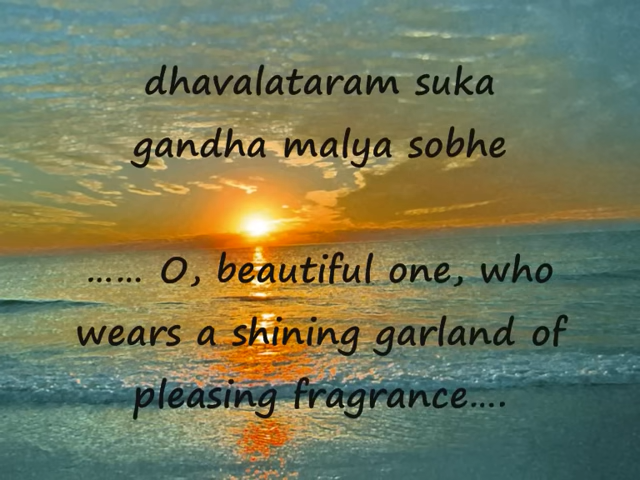 dhavalataram suka
gandha malya sobhe
...... O, beautiful one, who
wears a shining garland of
pleasing fragrance....